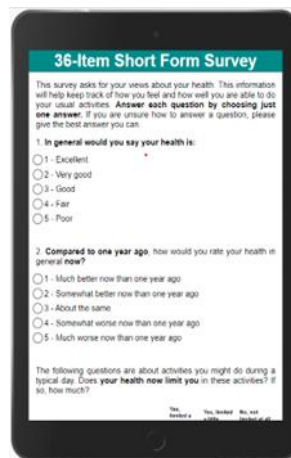 36-Item Short Form Survey
This survey asks for your views about your health. This information
will help keep track of how you feel and how well you are able to do
your usual activities. Answer each question by choosing just
one answer. If you are unsure how to answer a question, please
give the best answer you can.
1. In general would you say your health is:
1 - Excellent
2 - Very good
3 - Good
4 - Fair
5 - Poor
2. Compared to one year ago, how would you rate your health in
general now?
1 - Much better now than one year ago
2 - Somewhat better now than one year ago
3 - About the same
4 - Somewhat worse now than one year ago
5 - Much worse now than one year ago
The following questions are about activities you might do during a
typical day. Does your health now limit you in these activities? If
so, how much?
Yes, Yes, limited No, not
limited a